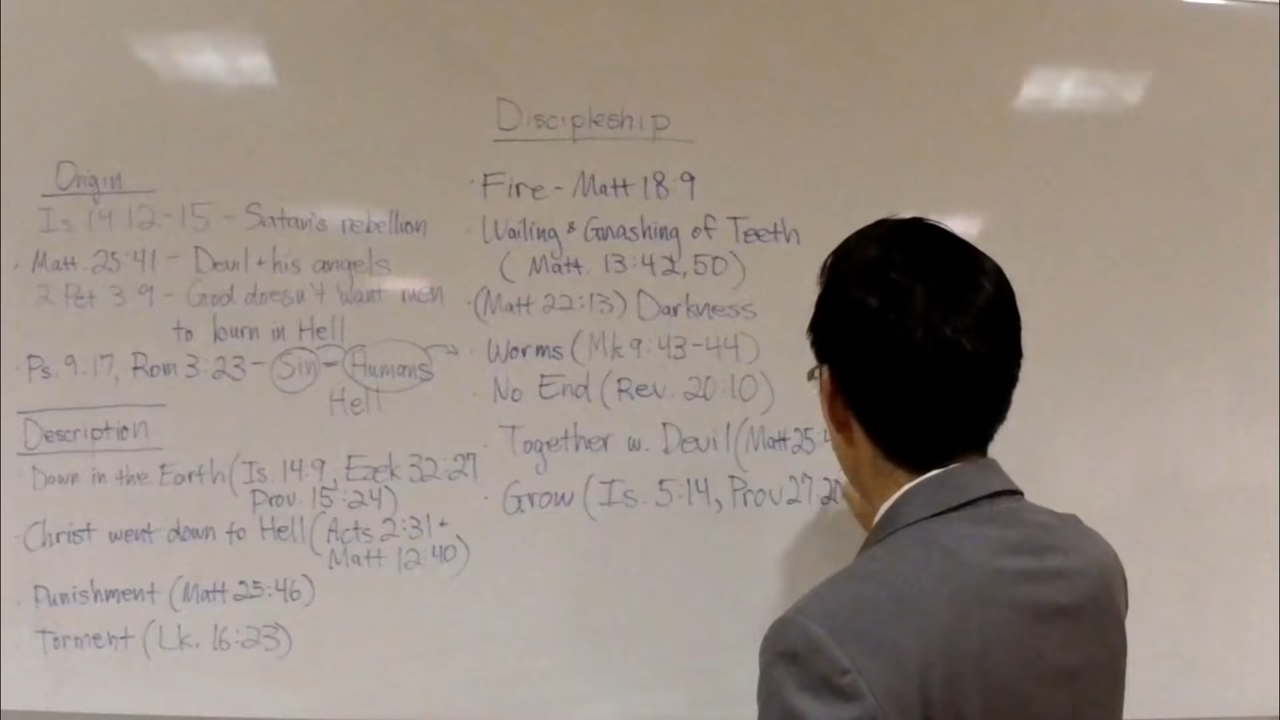 Discipleship
Origin
Is 14:12-15 - Satan's rebellion
· Matt. 25:41 - Devil + his angels
2 Pet 3:9 - God doesn't want men
to burn in Hell
· Ps. 9:17, Rom 3:23 - Sin - Humans →
Hell
Description
· Down in the Earth (Is. 14:9, Ezek 32:27
Prov. 15:24)
· Christ went down to Hell (Acts 2:31 +
Matt 12:40)
· Punishment (Matt 25:46)
· Torment (Lk. 16:23)
· Fire - Matt 18:9
· Wailing & Gnashing of Teeth
(Matt. 13:42, 50)
· (Matt 22:13) Darkness
· Worms (Mk 9:43-44)
· No End (Rev. 20:10)
· Together w. Devil (Matt 25:4
· Grow (Is. 5:14, Prov 27:20